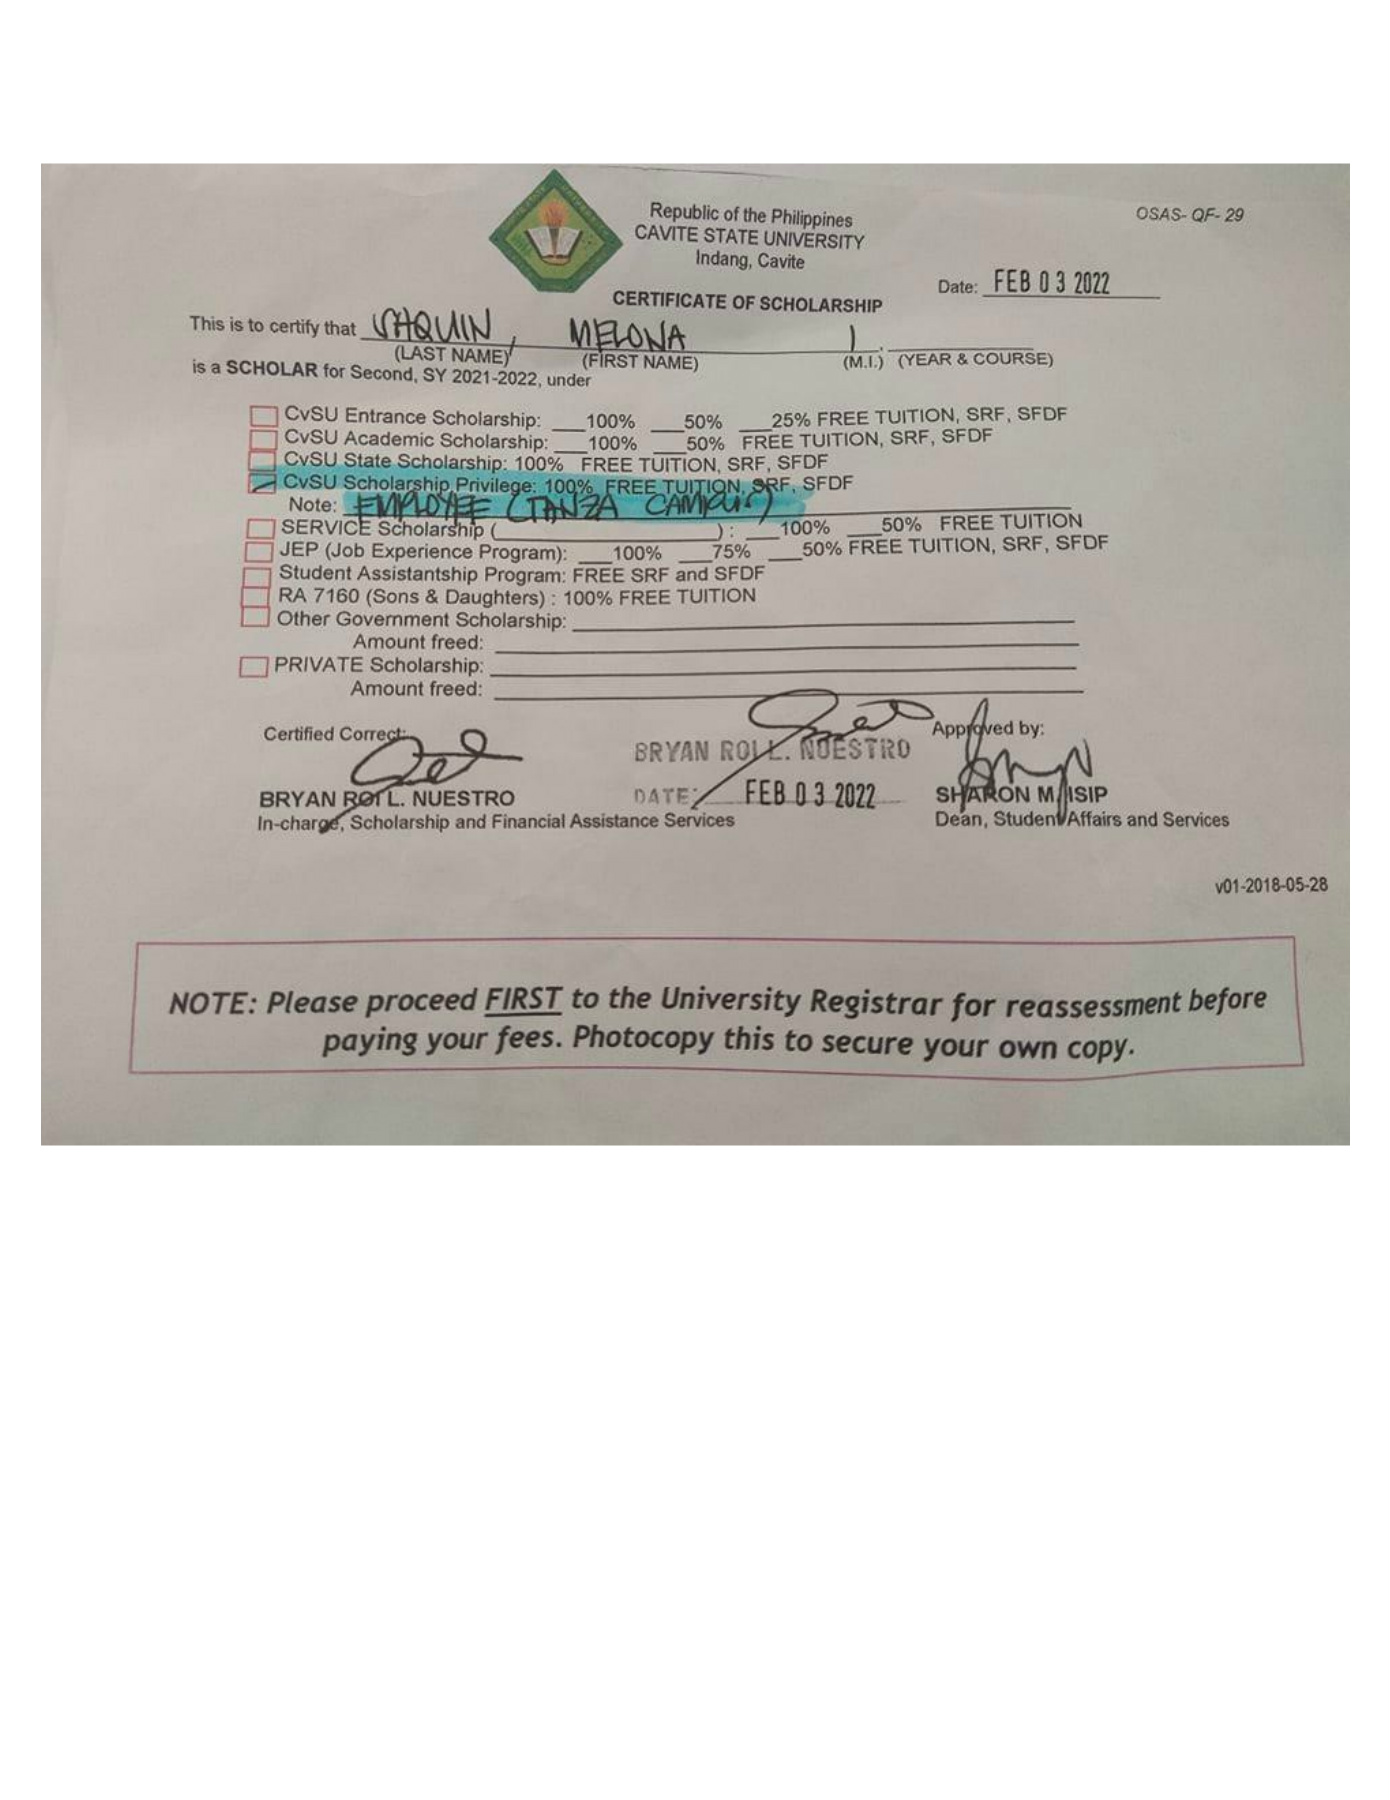 Republic of the Philippines
CAVITE STATE UNIVERSITY
Indang, Cavite
OSAS- QF- 29
Date: FEB 03 2022
CERTIFICATE OF SCHOLARSHIP
This is to certify that SAQUIN, MELONA I.
(LAST NAME) (FIRST NAME) (M.I.) (YEAR & COURSE)
is a SCHOLAR for Second, SY 2021-2022, under
CvSU Entrance Scholarship: ___100% ___50% ___25% FREE TUITION, SRF, SFDF
CvSU Academic Scholarship: ___100% ___50% FREE TUITION, SRF, SFDF
CvSU State Scholarship: 100% FREE TUITION, SRF, SFDF
CvSU Scholarship Privilege: 100% FREE TUITION, SRF, SFDF
Note: EMPLOYEE (TANZA CAMPUS)
SERVICE Scholarship (____________________) : ___100% ___50% FREE TUITION
JEP (Job Experience Program): ___100% ___75% ___50% FREE TUITION, SRF, SFDF
Student Assistantship Program: FREE SRF and SFDF
RA 7160 (Sons & Daughters) : 100% FREE TUITION
Other Government Scholarship:
Amount freed:
PRIVATE Scholarship:
Amount freed:
Certified Correct:
Approved by:
BRYAN ROI L. NUESTRO
DATE: FEB 03 2022
BRYAN ROI L. NUESTRO
In-charge, Scholarship and Financial Assistance Services
SHARON M. ISIP
Dean, Student Affairs and Services
v01-2018-05-28
NOTE: Please proceed FIRST to the University Registrar for reassessment before
paying your fees. Photocopy this to secure your own copy.